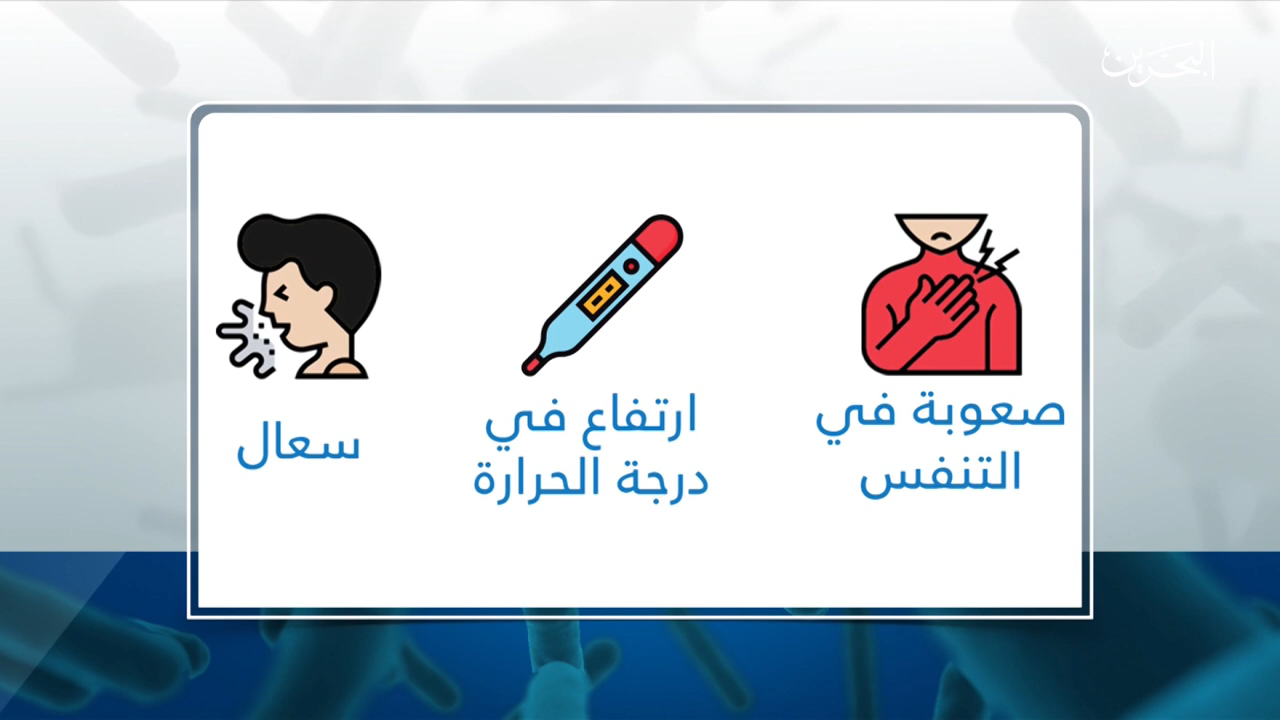 البحرين
صعوبة في
التنفس
ارتفاع في
درجة الحرارة
سعال